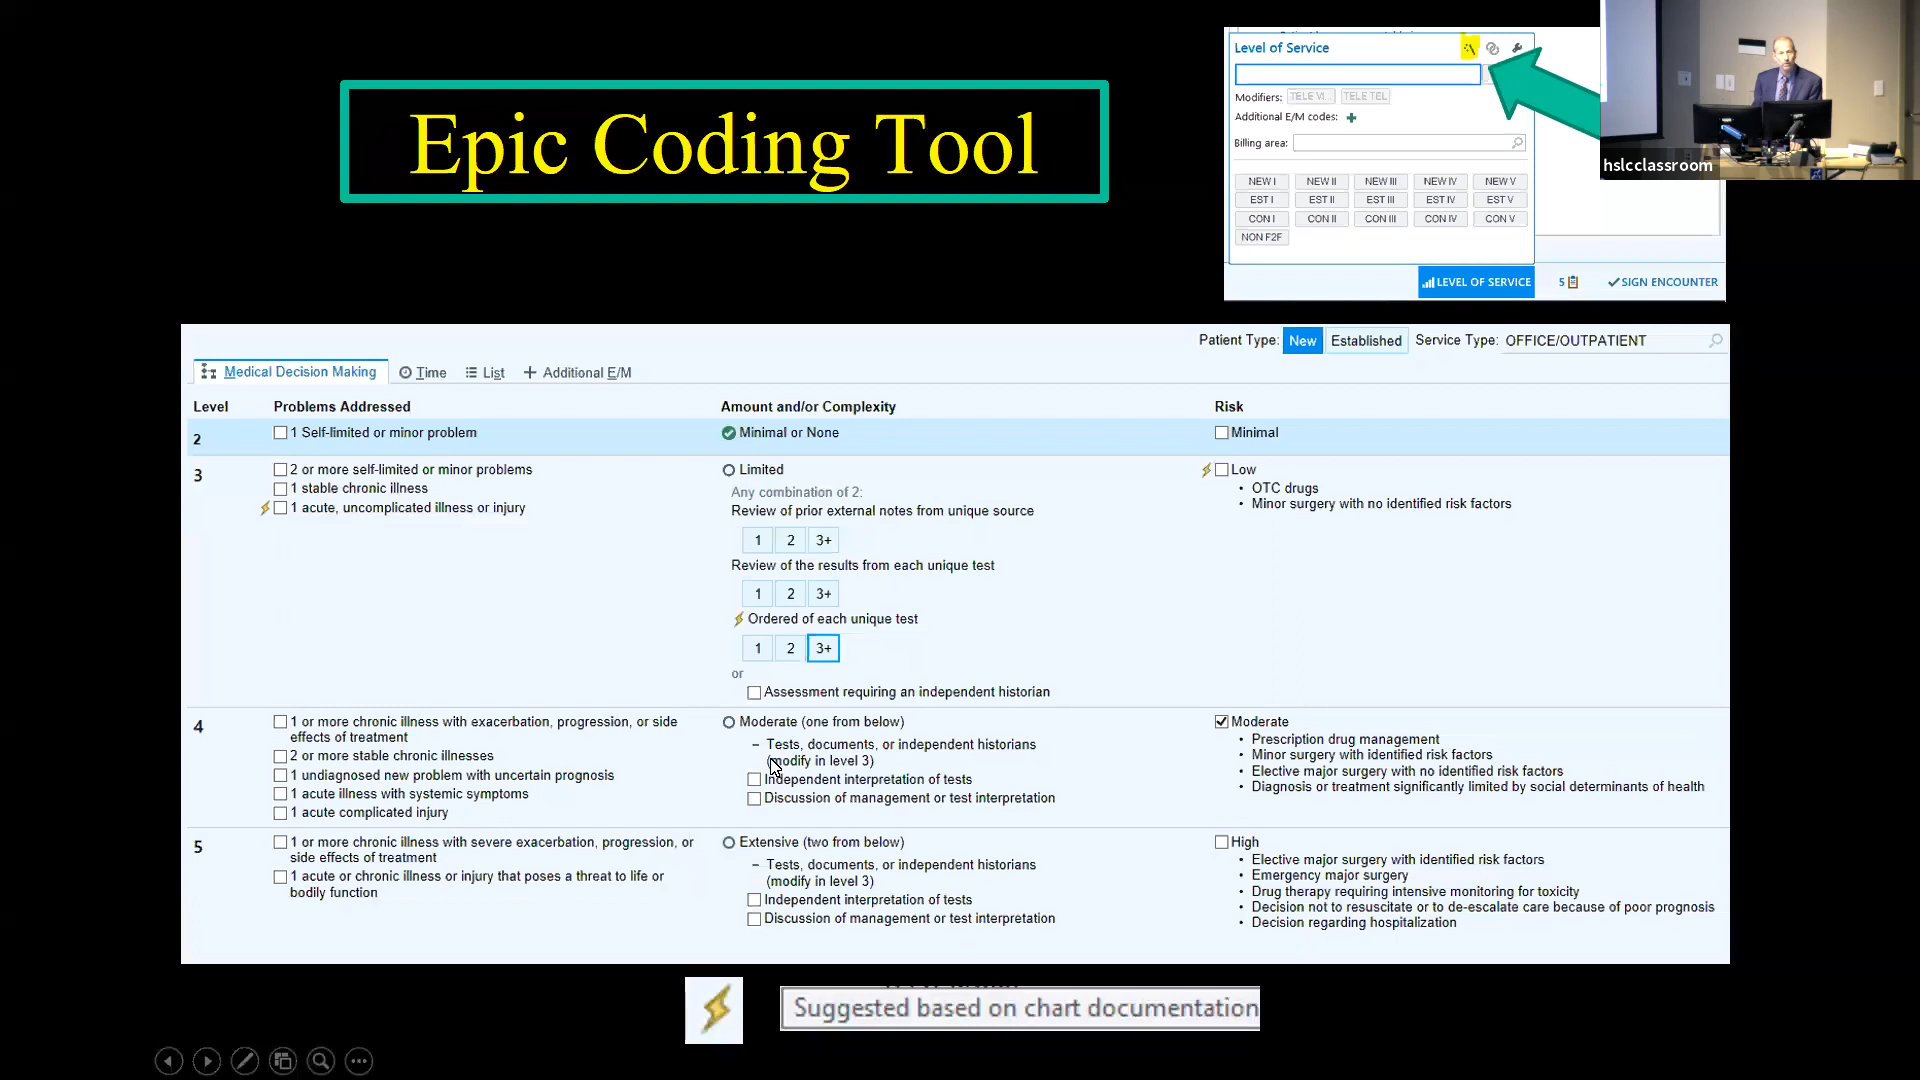 Epic Coding Tool
Level of Service
Modifiers: TELE VI... TELE TEL
Additional E/M codes:
Billing area:
NEW I NEW II NEW III NEW IV NEW V
EST I EST II EST III EST IV EST V
CON I CON II CON III CON IV CON V
NON F2F
LEVEL OF SERVICE 5 SIGN ENCOUNTER
hslcclassroom
Patient Type: New Established Service Type: OFFICE/OUTPATIENT
Medical Decision Making Time List + Additional E/M
Level Problems Addressed Amount and/or Complexity Risk
2 1 Self-limited or minor problem Minimal or None Minimal
3 2 or more self-limited or minor problems Limited Low
1 stable chronic illness Any combination of 2: • OTC drugs
1 acute, uncomplicated illness or injury Review of prior external notes from unique source • Minor surgery with no identified risk factors
1 2 3+
Review of the results from each unique test
1 2 3+
Ordered of each unique test
1 2 3+
or
Assessment requiring an independent historian
4 1 or more chronic illness with exacerbation, progression, or side Moderate (one from below) Moderate
effects of treatment – Tests, documents, or independent historians • Prescription drug management
2 or more stable chronic illnesses (modify in level 3) • Minor surgery with identified risk factors
1 undiagnosed new problem with uncertain prognosis Independent interpretation of tests • Elective major surgery with no identified risk factors
1 acute illness with systemic symptoms Discussion of management or test interpretation • Diagnosis or treatment significantly limited by social determinants of health
1 acute complicated injury
5 1 or more chronic illness with severe exacerbation, progression, or Extensive (two from below) High
side effects of treatment – Tests, documents, or independent historians • Elective major surgery with identified risk factors
1 acute or chronic illness or injury that poses a threat to life or (modify in level 3) • Emergency major surgery
bodily function Independent interpretation of tests • Drug therapy requiring intensive monitoring for toxicity
Discussion of management or test interpretation • Decision not to resuscitate or to de-escalate care because of poor prognosis
• Decision regarding hospitalization
Suggested based on chart documentation